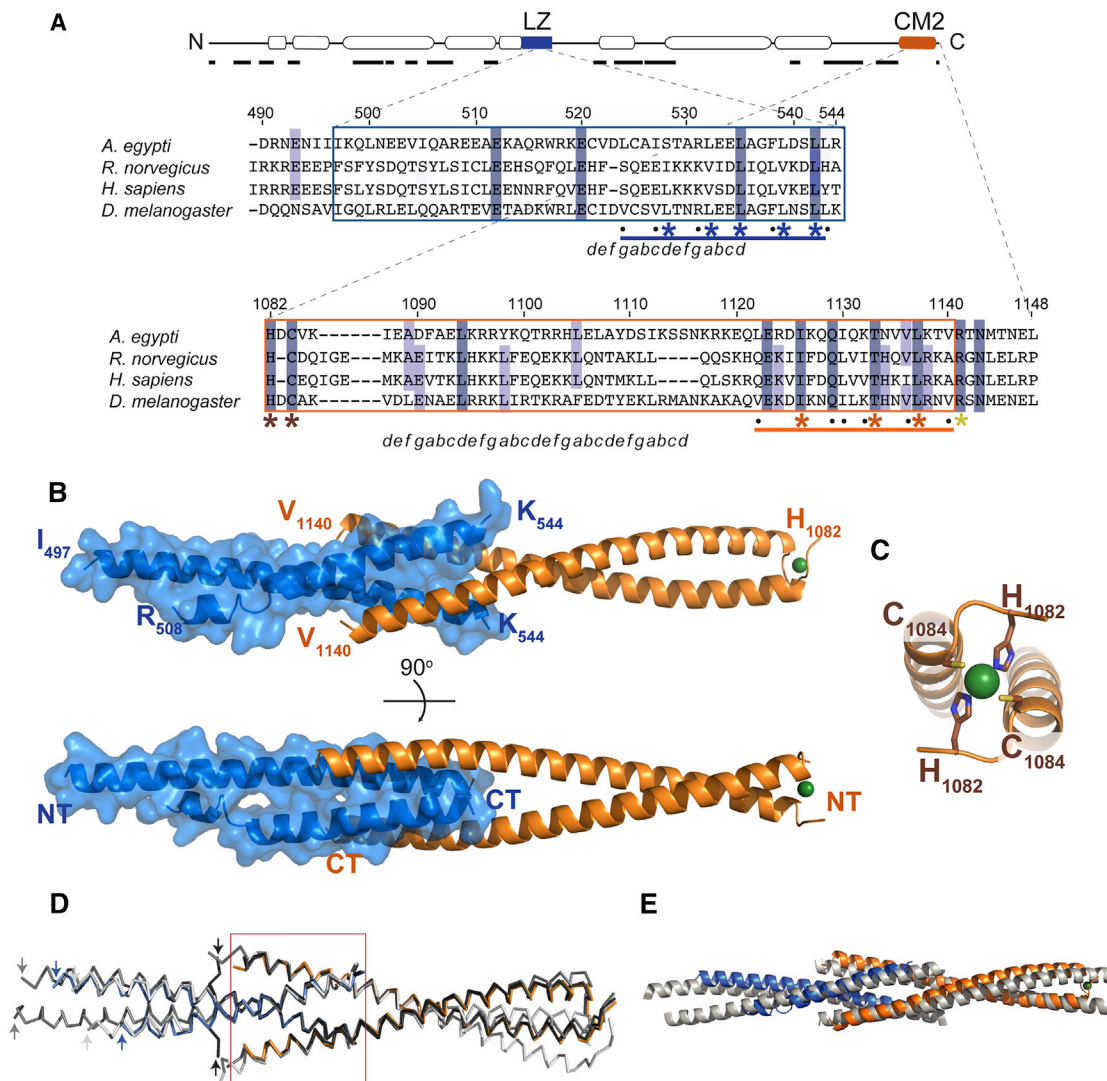 A
LZ
CM2
N
C
490 500 510 520 530 540 544
A. egypti -DRNENIIIKQLNEEVIQAREEAEKAQRWRKECVDLCAISTARLEELAGFLDSLLR
R. norvegicus IRKREEEPFSFYSDQTSYLSICLEEHSQFQLEHF-SQEEIKKKVIDLIQLVKDLHA
H. sapiens IRRREEESFSLYSDQTSYLSICLEENNRFQVEHF-SQEELKKKVSDLIQLVKELYT
D. melanogaster -DQQNSAVIGQLRLELQQARTEVETADKWRLECIDVCSVLTNRLEELAGFLNSLLK
* * * * *
defgabcdefgabcd
1082 1090 1100 1110 1120 1130 1140 1148
A. egypti HDCVK------IEADFAELKRRYKQTRRHLELAYDSIKSSNKRKEQLERDIKQQIQKTNVVLKTVRTNMTNEL
R. norvegicus H-CDQIGE---MKAEITKLHKKLFEQEKKLQNTAKLL----QQSKHQEKIIFDQLVITHQVLRKARGNLELRP
H. sapiens H-CEQIGE---MKAEVTKLHKKLFEQEKKLQNTMKLL----QLSKRQEKVIFDQLVVTHKILRKARGNLELRP
D. melanogaster HDCAK------VDLENAELRRKLIRTKRAFEDTYEKLRMANKAKAQVEKDIKNQILKTHNVLRNVRSNMENEL
* * * * * *
defgabcdefgabcdefgabcdefgabcd
B
V1140
K544
H1082
I497
R508
V1140
K544
90°
NT
CT
CT
NT
C
H1082
C1084
C1084
H1082
D
E